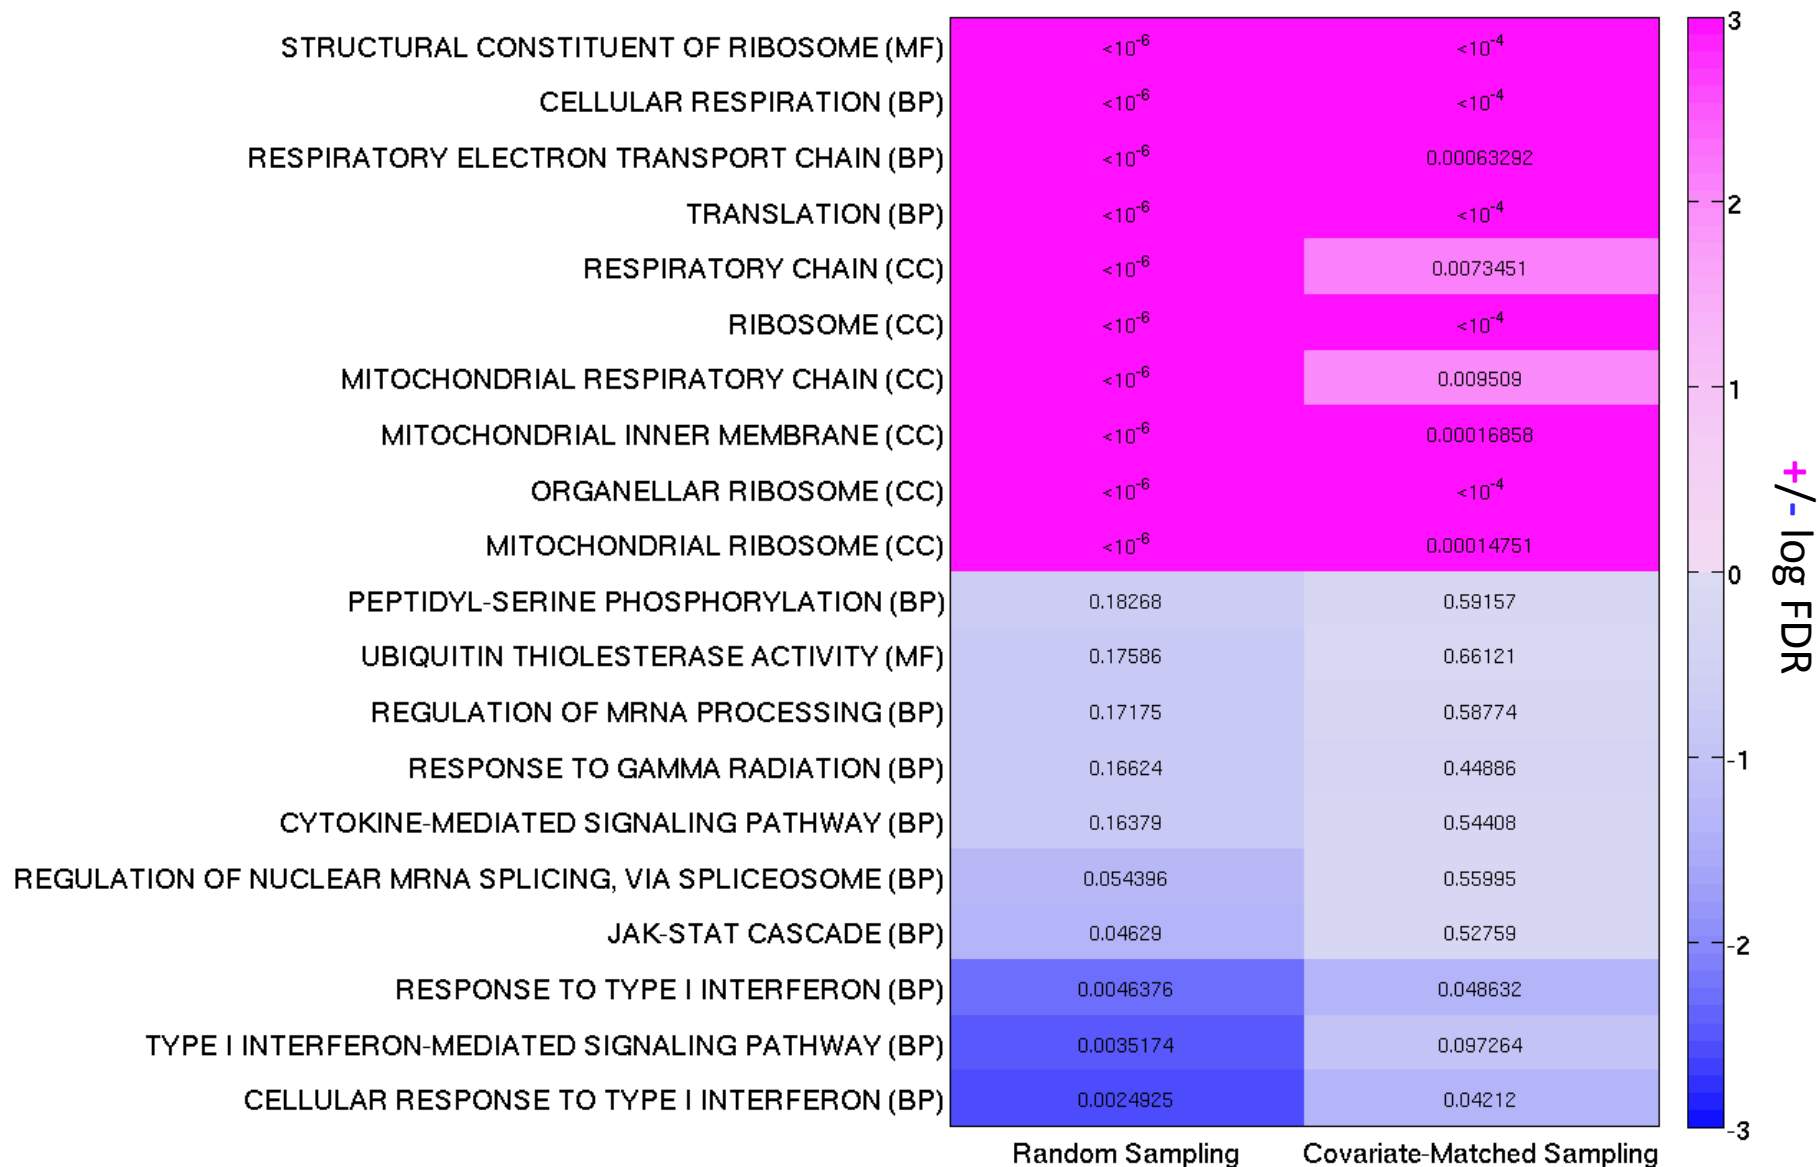 STRUCTURAL CONSTITUENT OF RIBOSOME (MF) <10^-6 <10^-4
CELLULAR RESPIRATION (BP) <10^-6 <10^-4
RESPIRATORY ELECTRON TRANSPORT CHAIN (BP) <10^-6 0.00063292
TRANSLATION (BP) <10^-6 <10^-4
RESPIRATORY CHAIN (CC) <10^-6 0.0073451
RIBOSOME (CC) <10^-6 <10^-4
MITOCHONDRIAL RESPIRATORY CHAIN (CC) <10^-6 0.009509
MITOCHONDRIAL INNER MEMBRANE (CC) <10^-6 0.00016858
ORGANELLAR RIBOSOME (CC) <10^-6 <10^-4
MITOCHONDRIAL RIBOSOME (CC) <10^-6 0.00014751
PEPTIDYL-SERINE PHOSPHORYLATION (BP) 0.18268 0.59157
UBIQUITIN THIOLESTERASE ACTIVITY (MF) 0.17586 0.66121
REGULATION OF MRNA PROCESSING (BP) 0.17175 0.58774
RESPONSE TO GAMMA RADIATION (BP) 0.16624 0.44886
CYTOKINE-MEDIATED SIGNALING PATHWAY (BP) 0.16379 0.54408
REGULATION OF NUCLEAR MRNA SPLICING, VIA SPLICEOSOME (BP) 0.054396 0.55995
JAK-STAT CASCADE (BP) 0.04629 0.52759
RESPONSE TO TYPE I INTERFERON (BP) 0.0046376 0.048632
TYPE I INTERFERON-MEDIATED SIGNALING PATHWAY (BP) 0.0035174 0.097264
CELLULAR RESPONSE TO TYPE I INTERFERON (BP) 0.0024925 0.04212
Random Sampling Covariate-Matched Sampling
3
2
1
0
-1
-2
-3
+/- log FDR